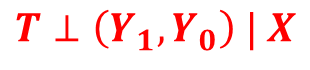 T ⊥ (Y₁, Y₀) | X